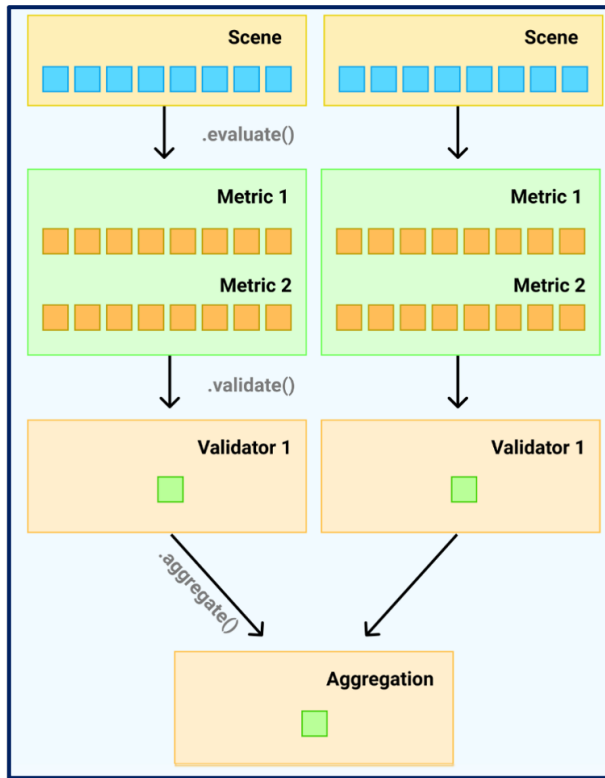 Scene
Scene
.evaluate()
Metric 1
Metric 1
Metric 2
Metric 2
.validate()
Validator 1
Validator 1
.aggregate()
Aggregation